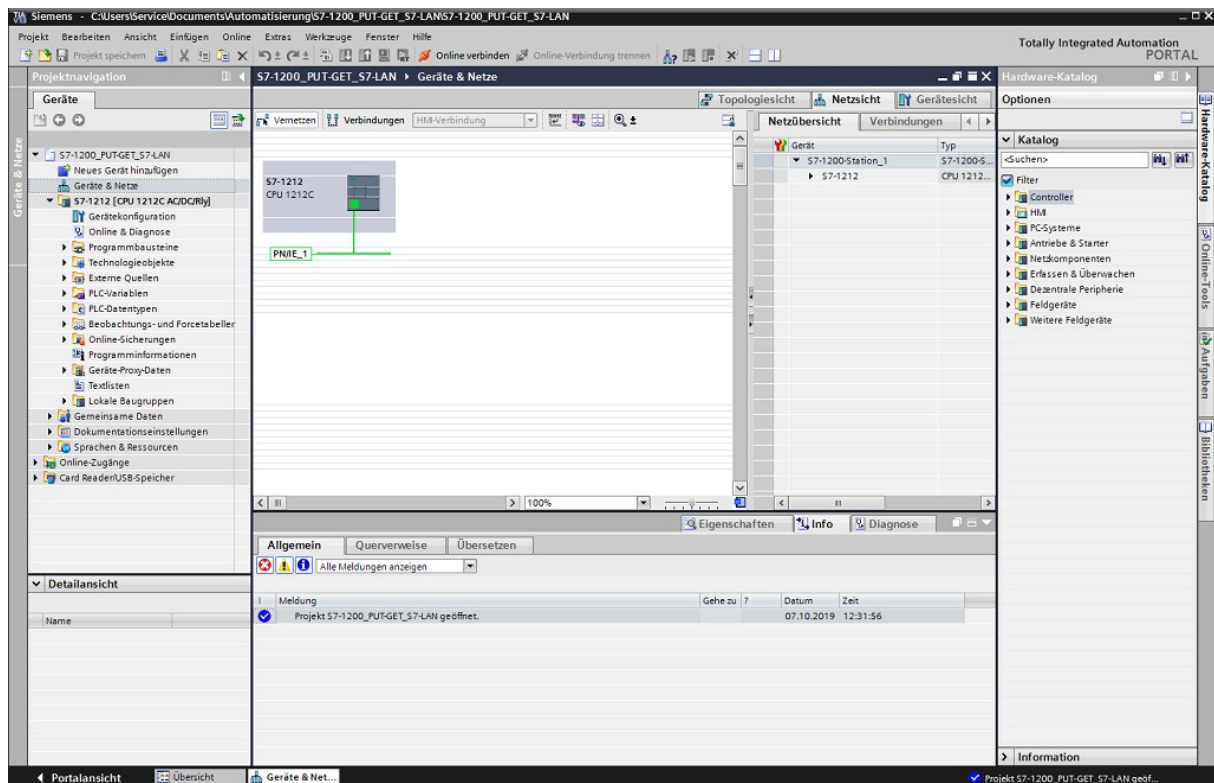 Siemens - C:\Users\Service\Documents\Automatisierung\S7-1200_PUT-GET_S7-LAN\S7-1200_PUT-GET_S7-LAN
Projekt Bearbeiten Ansicht Einfügen Online Extras Werkzeuge Fenster Hilfe
Totally Integrated Automation
PORTAL
Projekt speichern
Online verbinden
Online-Verbindung trennen
Projektnavigation
Geräte
S7-1200_PUT-GET_S7-LAN
Neues Gerät hinzufügen
Geräte & Netze
S7-1212 [CPU 1212C AC/DC/Rly]
Gerätekonfiguration
Online & Diagnose
Programmbausteine
Technologieobjekte
Externe Quellen
PLC-Variablen
PLC-Datentypen
Beobachtungs- und Forcetabeller
Online-Sicherungen
Programminformationen
Geräte-Proxy-Daten
Textlisten
Lokale Baugruppen
Gemeinsame Daten
Dokumentationseinstellungen
Sprachen & Ressourcen
Online-Zugänge
Card Reader/USB-Speicher
Detailansicht
Name
Geräte & Netze
S7-1200_PUT-GET_S7-LAN Geräte & Netze
Topologiesicht Netzsicht Gerätesicht
Vernetzen Verbindungen HMI-Verbindung
S7-1212
CPU 1212C
PN/IE_1
100%
Netzübersicht Verbindungen
Gerät Typ
S7-1200-Station_1 S7-1200-S...
S7-1212 CPU 1212...
Eigenschaften Info Diagnose
Allgemein Querverweise Übersetzen
Alle Meldungen anzeigen
! Meldung Gehe zu ? Datum Zeit
Projekt S7-1200_PUT-GET_S7-LAN geöffnet. 07.10.2019 12:31:56
Hardware-Katalog
Optionen
Katalog
<Suchen>
Filter
Controller
HMI
PC-Systeme
Antriebe & Starter
Netzkomponenten
Erfassen & Überwachen
Dezentrale Peripherie
Feldgeräte
Weitere Feldgeräte
Information
Hardware-Katalog
Online-Tools
Aufgaben
Bibliotheken
Portalansicht Übersicht Geräte & Net...
Projekt S7-1200_PUT-GET_S7-LAN geöf...